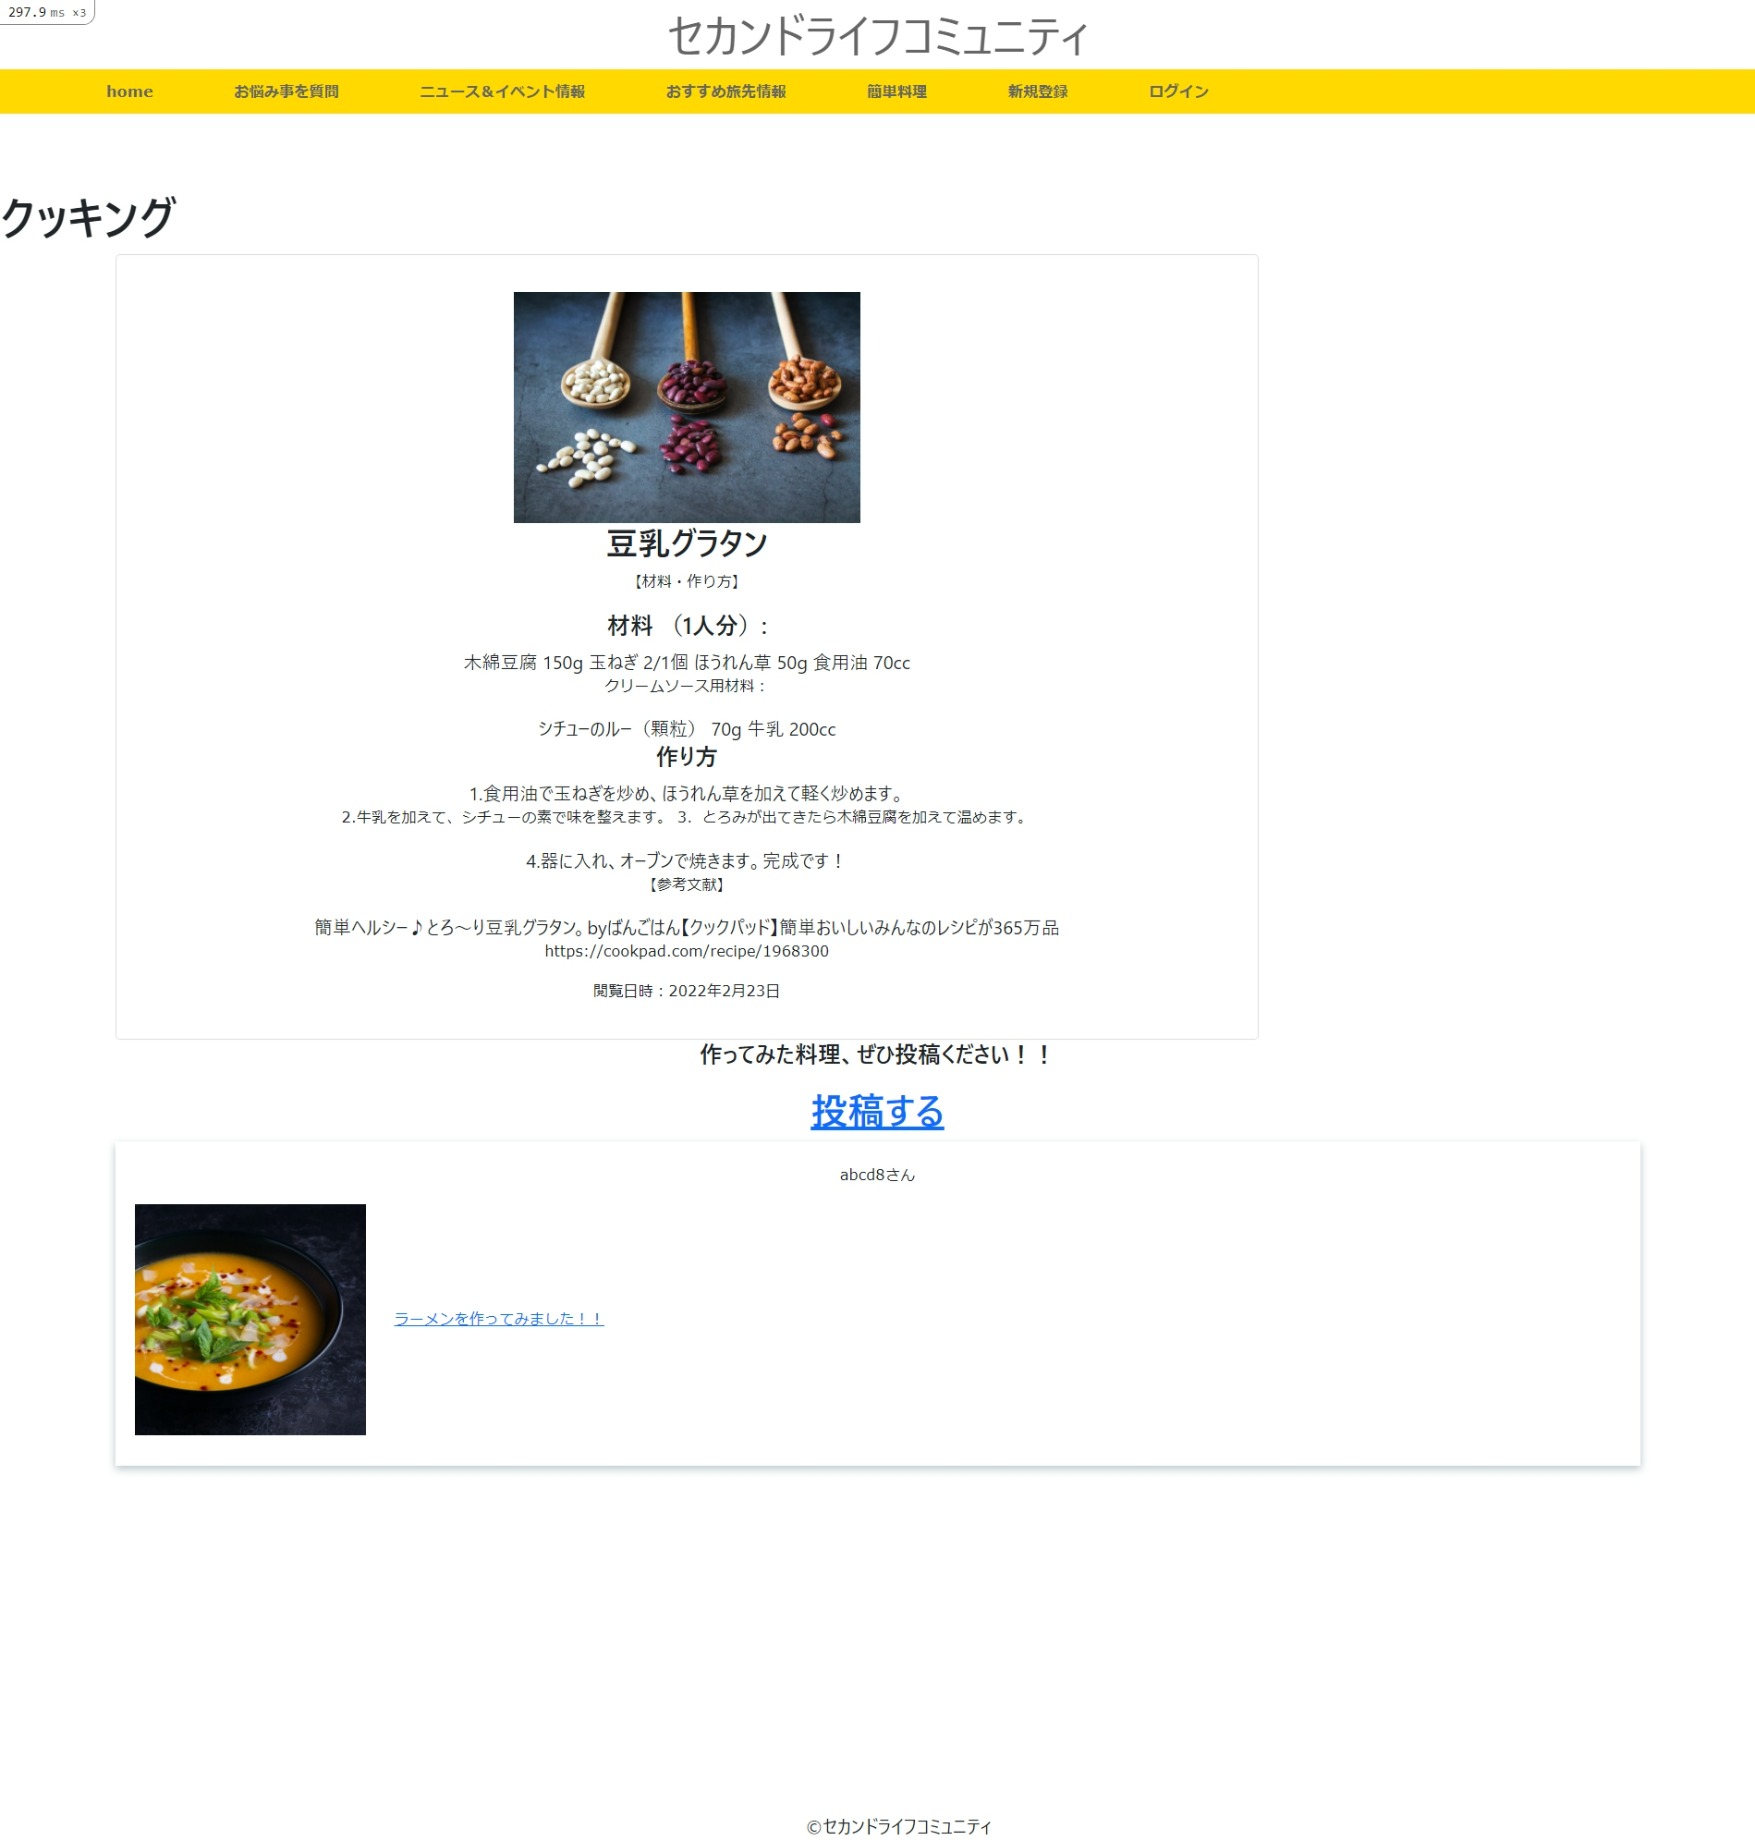 297.9 ms ×3
セカンドライフコミュニティ
home お悩み事を質問 ニュース&イベント情報 おすすめ旅先情報 簡単料理 新規登録 ログイン
クッキング
豆乳グラタン
【材料・作り方】
材料 （1人分）:
木綿豆腐 150g 玉ねぎ 2/1個 ほうれん草 50g 食用油 70cc
クリームソース用材料：
シチューのルー（顆粒） 70g 牛乳 200cc
作り方
1.食用油で玉ねぎを炒め、ほうれん草を加えて軽く炒めます。
2.牛乳を加えて、シチューの素で味を整えます。 3．とろみが出てきたら木綿豆腐を加えて温めます。
4.器に入れ、オーブンで焼きます。完成です！
【参考文献】
簡単ヘルシー♪とろ〜り豆乳グラタン。byばんごはん【クックパッド】簡単おいしいみんなのレシピが365万品
https://cookpad.com/recipe/1968300
閲覧日時：2022年2月23日
作ってみた料理、ぜひ投稿ください！！
投稿する
abcd8さん
ラーメンを作ってみました！！
©セカンドライフコミュニティ